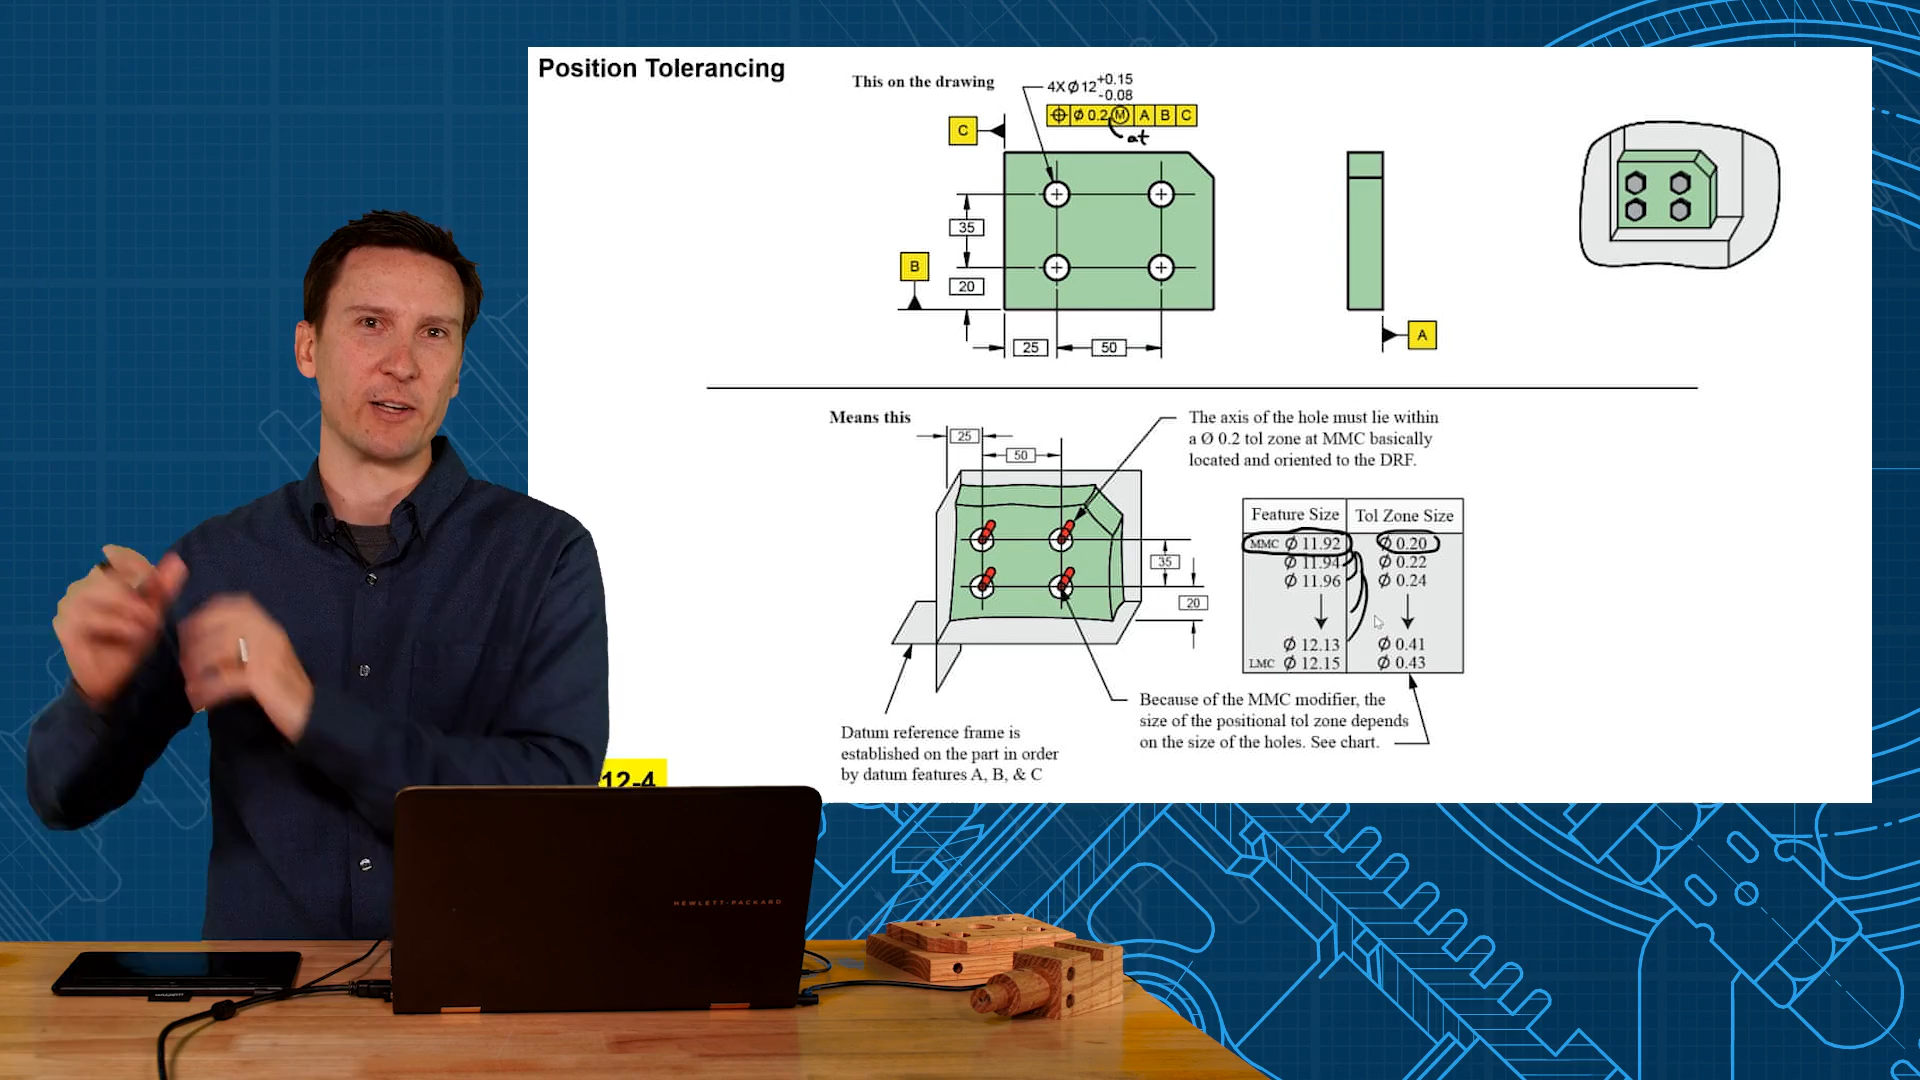 Position Tolerancing
This on the drawing
4X Ø 12 +0.15
-0.08
⌖ Ø 0.2 Ⓜ A B C
at
C
35
B
20
25
50
A
Means this
25
50
The axis of the hole must lie within
a Ø 0.2 tol zone at MMC basically
located and oriented to the DRF.
35
20
Feature Size Tol Zone Size
MMC Ø 11.92 Ø 0.20
Ø 11.94 Ø 0.22
Ø 11.96 Ø 0.24
Ø 12.13 Ø 0.41
LMC Ø 12.15 Ø 0.43
Because of the MMC modifier, the
size of the positional tol zone depends
on the size of the holes. See chart.
Datum reference frame is
established on the part in order
by datum features A, B, & C
12-4
HEWLETT-PACKARD